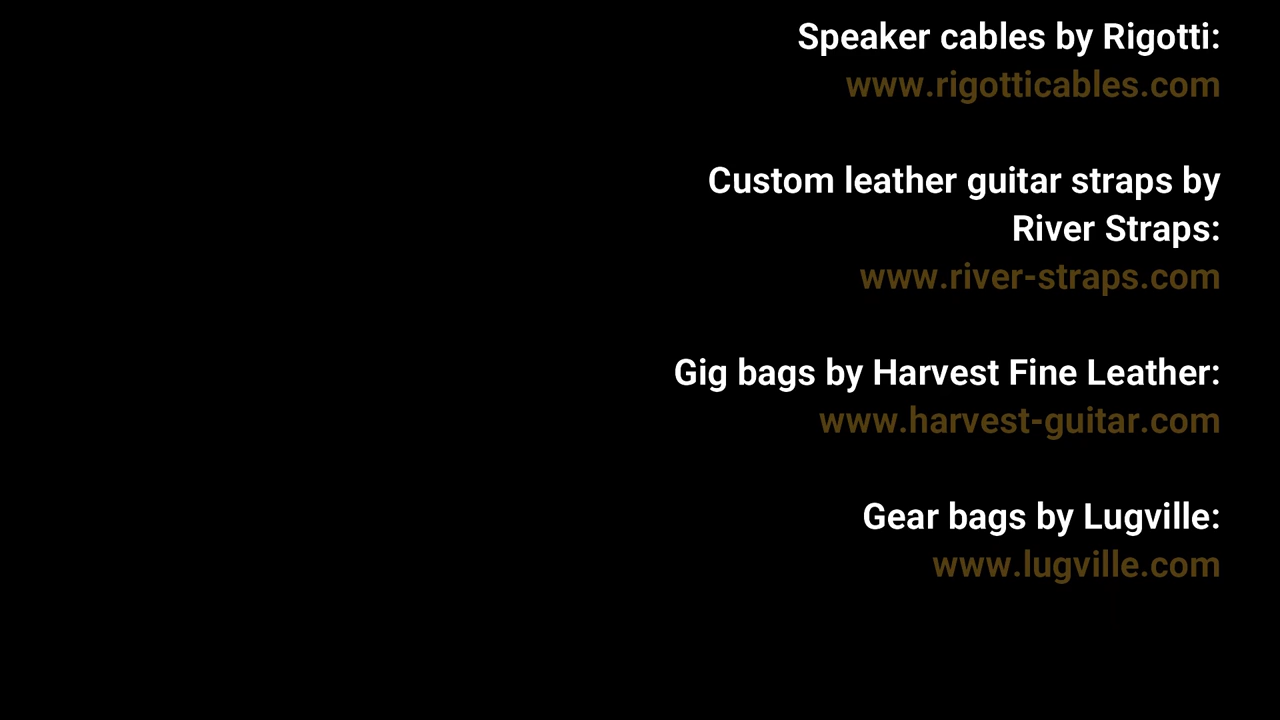 Speaker cables by Rigotti:
www.rigotticables.com
Custom leather guitar straps by
River Straps:
www.river-straps.com
Gig bags by Harvest Fine Leather:
www.harvest-guitar.com
Gear bags by Lugville:
www.lugville.com